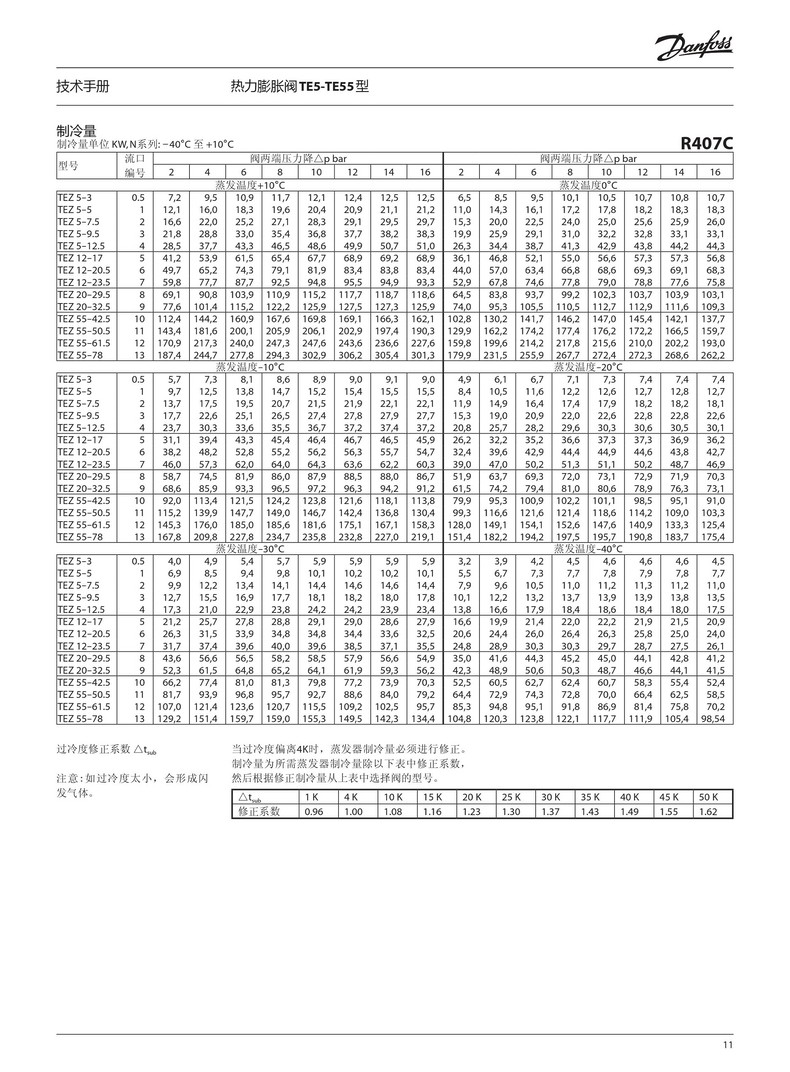 Danfoss
技术手册 热力膨胀阀TE5-TE55型
制冷量
制冷量单位 KW, N系列: −40°C 至 +10°C R407C
型号 流口编号 阀两端压力降△p bar 阀两端压力降△p bar
2 4 6 8 10 12 14 16 2 4 6 8 10 12 14 16
蒸发温度+10°C 蒸发温度0°C
TEZ 5–3 0.5 7,2 9,5 10,9 11,7 12,1 12,4 12,5 12,5 6,5 8,5 9,5 10,1 10,5 10,7 10,8 10,7
TEZ 5–5 1 12,1 16,0 18,3 19,6 20,4 20,9 21,1 21,2 11,0 14,3 16,1 17,2 17,8 18,2 18,3 18,3
TEZ 5–7.5 2 16,6 22,0 25,2 27,1 28,3 29,1 29,5 29,7 15,3 20,0 22,5 24,0 25,0 25,6 25,9 26,0
TEZ 5–9.5 3 21,8 28,8 33,0 35,4 36,8 37,7 38,2 38,3 19,9 25,9 29,1 31,0 32,2 32,8 33,1 33,1
TEZ 5–12.5 4 28,5 37,7 43,3 46,5 48,6 49,9 50,7 51,0 26,3 34,4 38,7 41,3 42,9 43,8 44,2 44,3
TEZ 12–17 5 41,2 53,9 61,5 65,4 67,7 68,9 69,2 68,9 36,1 46,8 52,1 55,0 56,6 57,3 57,3 56,8
TEZ 12–20.5 6 49,7 65,2 74,3 79,1 81,9 83,4 83,8 83,4 44,0 57,0 63,4 66,8 68,6 69,3 69,1 68,3
TEZ 12–23.5 7 59,8 77,7 87,7 92,5 94,8 95,5 94,9 93,3 52,9 67,8 74,6 77,8 79,0 78,8 77,6 75,8
TEZ 20–29.5 8 69,1 90,8 103,9 110,9 115,2 117,7 118,7 118,6 64,5 83,8 93,7 99,2 102,3 103,7 103,9 103,1
TEZ 20–32.5 9 77,6 101,4 115,2 122,2 125,9 127,5 127,3 125,9 74,0 95,3 105,5 110,5 112,7 112,9 111,6 109,3
TEZ 55–42.5 10 112,4 144,2 160,9 167,6 169,8 169,1 166,3 162,1 102,8 130,2 141,7 146,2 147,0 145,4 142,1 137,7
TEZ 55–50.5 11 143,4 181,6 200,1 205,9 206,1 202,9 197,4 190,3 129,9 162,2 174,2 177,4 176,2 172,2 166,5 159,7
TEZ 55–61.5 12 170,9 217,3 240,0 247,3 247,6 243,6 236,6 227,6 159,8 199,6 214,2 217,8 215,6 210,0 202,2 193,0
TEZ 55–78 13 187,4 244,7 277,8 294,3 302,9 306,2 305,4 301,3 179,9 231,5 255,9 267,7 272,4 272,3 268,6 262,2
蒸发温度–10°C 蒸发温度–20°C
TEZ 5–3 0.5 5,7 7,3 8,1 8,6 8,9 9,0 9,1 9,0 4,9 6,1 6,7 7,1 7,3 7,4 7,4 7,4
TEZ 5–5 1 9,7 12,5 13,8 14,7 15,2 15,4 15,5 15,5 8,4 10,5 11,6 12,2 12,6 12,7 12,8 12,7
TEZ 5–7.5 2 13,7 17,5 19,5 20,7 21,5 21,9 22,1 22,1 11,9 14,9 16,4 17,4 17,9 18,2 18,2 18,1
TEZ 5–9.5 3 17,7 22,6 25,1 26,5 27,4 27,8 27,9 27,7 15,3 19,0 20,9 22,0 22,6 22,8 22,8 22,6
TEZ 5–12.5 4 23,7 30,3 33,6 35,5 36,7 37,2 37,4 37,2 20,8 25,7 28,2 29,6 30,3 30,6 30,5 30,1
TEZ 12–17 5 31,1 39,4 43,3 45,4 46,4 46,7 46,5 45,9 26,2 32,2 35,2 36,6 37,3 37,3 36,9 36,2
TEZ 12–20.5 6 38,2 48,2 52,8 55,2 56,2 56,3 55,7 54,7 32,4 39,6 42,9 44,4 44,9 44,6 43,8 42,7
TEZ 12–23.5 7 46,0 57,3 62,0 64,0 64,3 63,6 62,2 60,3 39,0 47,0 50,2 51,3 51,1 50,2 48,7 46,9
TEZ 20–29.5 8 58,7 74,5 81,9 86,0 87,9 88,5 88,0 86,7 51,9 63,7 69,3 72,0 73,1 72,9 71,9 70,3
TEZ 20–32.5 9 68,6 85,9 93,3 96,5 97,2 96,3 94,2 91,2 61,5 74,2 79,4 81,0 80,6 78,9 76,3 73,1
TEZ 55–42.5 10 92,0 113,4 121,5 124,2 123,8 121,6 118,1 113,8 79,9 95,3 100,9 102,2 101,1 98,5 95,1 91,0
TEZ 55–50.5 11 115,2 139,9 147,7 149,0 146,7 142,4 136,8 130,4 99,3 116,6 121,6 121,4 118,6 114,2 109,0 103,3
TEZ 55–61.5 12 145,3 176,0 185,0 185,6 181,6 175,1 167,1 158,3 128,0 149,1 154,1 152,6 147,6 140,9 133,3 125,4
TEZ 55–78 13 167,8 209,8 227,8 234,7 235,8 232,8 227,0 219,1 151,4 182,2 194,2 197,5 195,7 190,8 183,7 175,4
蒸发温度–30°C 蒸发温度–40°C
TEZ 5–3 0.5 4,0 4,9 5,4 5,7 5,9 5,9 5,9 5,9 3,2 3,9 4,2 4,5 4,6 4,6 4,6 4,5
TEZ 5–5 1 6,9 8,5 9,4 9,8 10,1 10,2 10,2 10,1 5,5 6,7 7,3 7,7 7,8 7,9 7,8 7,7
TEZ 5–7.5 2 9,9 12,2 13,4 14,1 14,4 14,6 14,6 14,4 7,9 9,6 10,5 11,0 11,2 11,3 11,2 11,0
TEZ 5–9.5 3 12,7 15,5 16,9 17,7 18,1 18,2 18,0 17,8 10,1 12,2 13,2 13,7 13,9 13,9 13,8 13,5
TEZ 5–12.5 4 17,3 21,0 22,9 23,8 24,2 24,2 23,9 23,4 13,8 16,6 17,9 18,4 18,6 18,4 18,0 17,5
TEZ 12–17 5 21,2 25,7 27,8 28,8 29,1 29,0 28,6 27,9 16,6 19,9 21,4 22,0 22,2 21,9 21,5 20,9
TEZ 12–20.5 6 26,3 31,5 33,9 34,8 34,8 34,4 33,6 32,5 20,6 24,4 26,0 26,4 26,3 25,8 25,0 24,0
TEZ 12–23.5 7 31,7 37,4 39,6 40,0 39,6 38,5 37,1 35,5 24,8 28,9 30,3 30,3 29,7 28,7 27,5 26,1
TEZ 20–29.5 8 43,6 66,6 56,5 58,2 58,5 57,9 56,6 54,9 35,0 41,6 44,3 45,2 45,0 44,1 42,8 41,2
TEZ 20–32.5 9 52,3 61,5 64,8 65,2 64,1 61,9 59,3 56,2 42,3 48,9 50,6 50,3 48,7 46,6 44,1 41,5
TEZ 55–42.5 10 66,2 77,4 81,0 81,3 79,8 77,2 73,9 70,3 52,5 60,5 62,7 62,4 60,7 58,3 55,4 52,4
TEZ 55–50.5 11 81,7 93,9 96,8 95,7 92,7 88,6 84,0 79,2 64,4 72,9 74,3 72,8 70,0 66,4 62,5 58,5
TEZ 55–61.5 12 107,0 121,4 123,6 120,7 115,5 109,2 102,5 95,7 85,3 94,8 95,1 91,8 86,9 81,4 75,8 70,2
TEZ 55–78 13 129,2 151,4 159,7 159,0 155,3 149,5 142,3 134,4 104,8 120,3 123,8 122,1 117,7 111,9 105,4 98,54
过冷度修正系数 △tsub 当过冷度偏离4K时，蒸发器制冷量必须进行修正。
制冷量为所需蒸发器制冷量除以下表中修正系数，
注意: 如过冷度太小，会形成闪 然后根据修正制冷量从上表中选择阀的型号。
发气体。
△tsub 1 K 4 K 10 K 15 K 20 K 25 K 30 K 35 K 40 K 45 K 50 K
修正系数 0.96 1.00 1.08 1.16 1.23 1.30 1.37 1.43 1.49 1.55 1.62
11